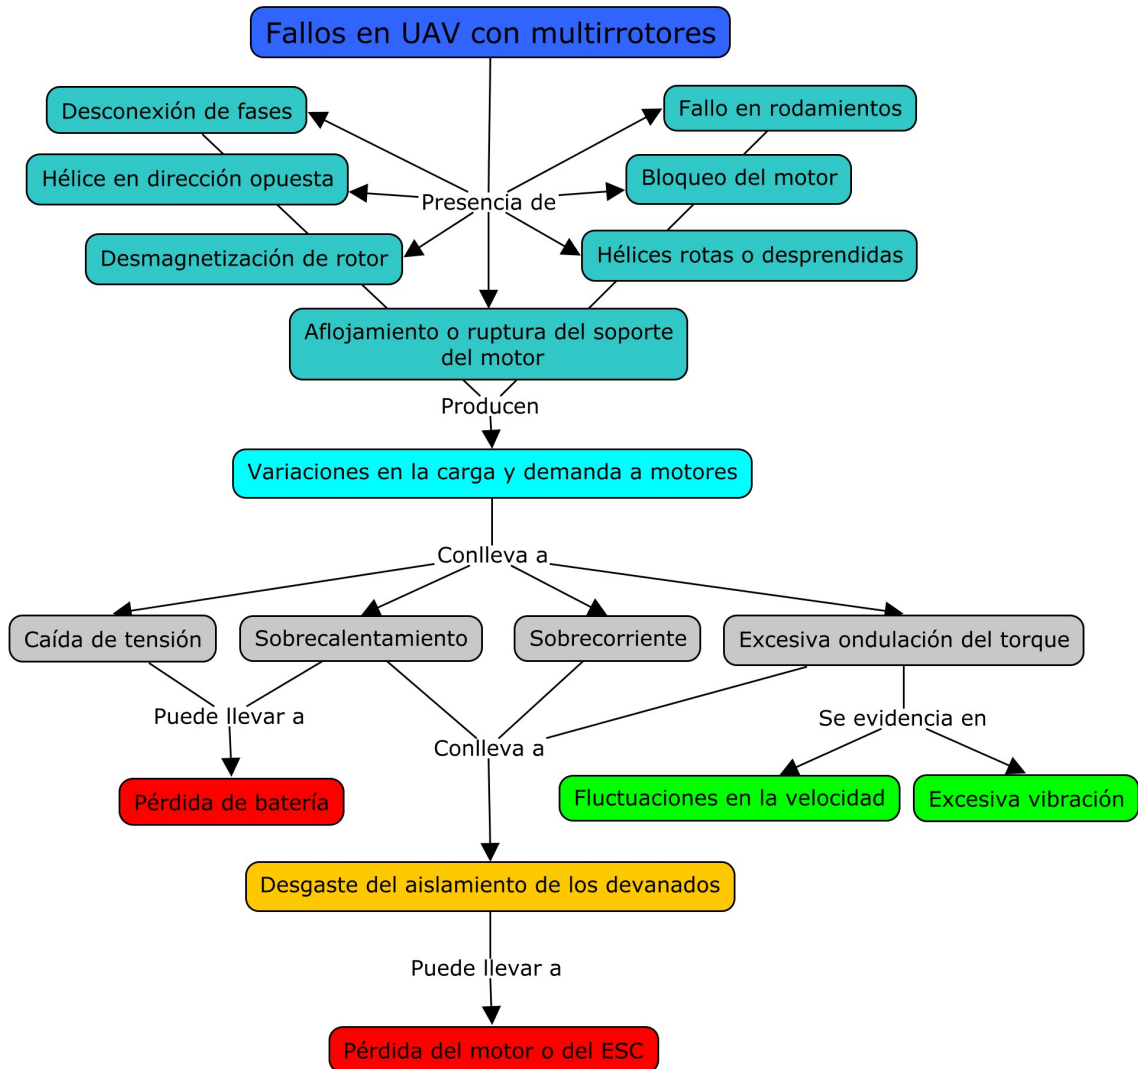 Fallos en UAV con multirrotores
Desconexión de fases
Fallo en rodamientos
Hélice en dirección opuesta
Bloqueo del motor
Presencia de
Desmagnetización de rotor
Hélices rotas o desprendidas
Aflojamiento o ruptura del soporte
del motor
Producen
Variaciones en la carga y demanda a motores
Conlleva a
Caída de tensión
Sobrecalentamiento
Sobrecorriente
Excesiva ondulación del torque
Puede llevar a
Conlleva a
Se evidencia en
Pérdida de batería
Fluctuaciones en la velocidad
Excesiva vibración
Desgaste del aislamiento de los devanados
Puede llevar a
Pérdida del motor o del ESC